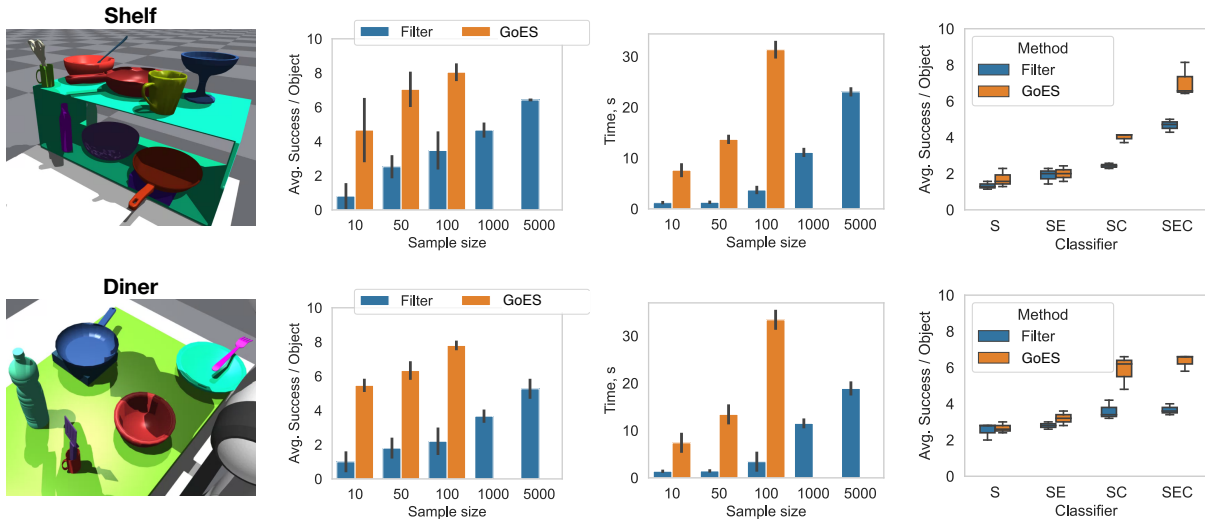 Shelf
Filter GoES
Avg. Success / Object
0 2 4 6 8 10
10 50 100 1000 5000
Sample size
Time, s
0 10 20 30
10 50 100 1000 5000
Sample size
Method
Filter
GoES
Avg. Success / Object
0 2 4 6 8 10
S SE SC SEC
Classifier
Diner
Filter GoES
Avg. Success / Object
0 2 4 6 8 10
10 50 100 1000 5000
Sample size
Time, s
0 10 20 30
10 50 100 1000 5000
Sample size
Method
Filter
GoES
Avg. Success / Object
0 2 4 6 8 10
S SE SC SEC
Classifier